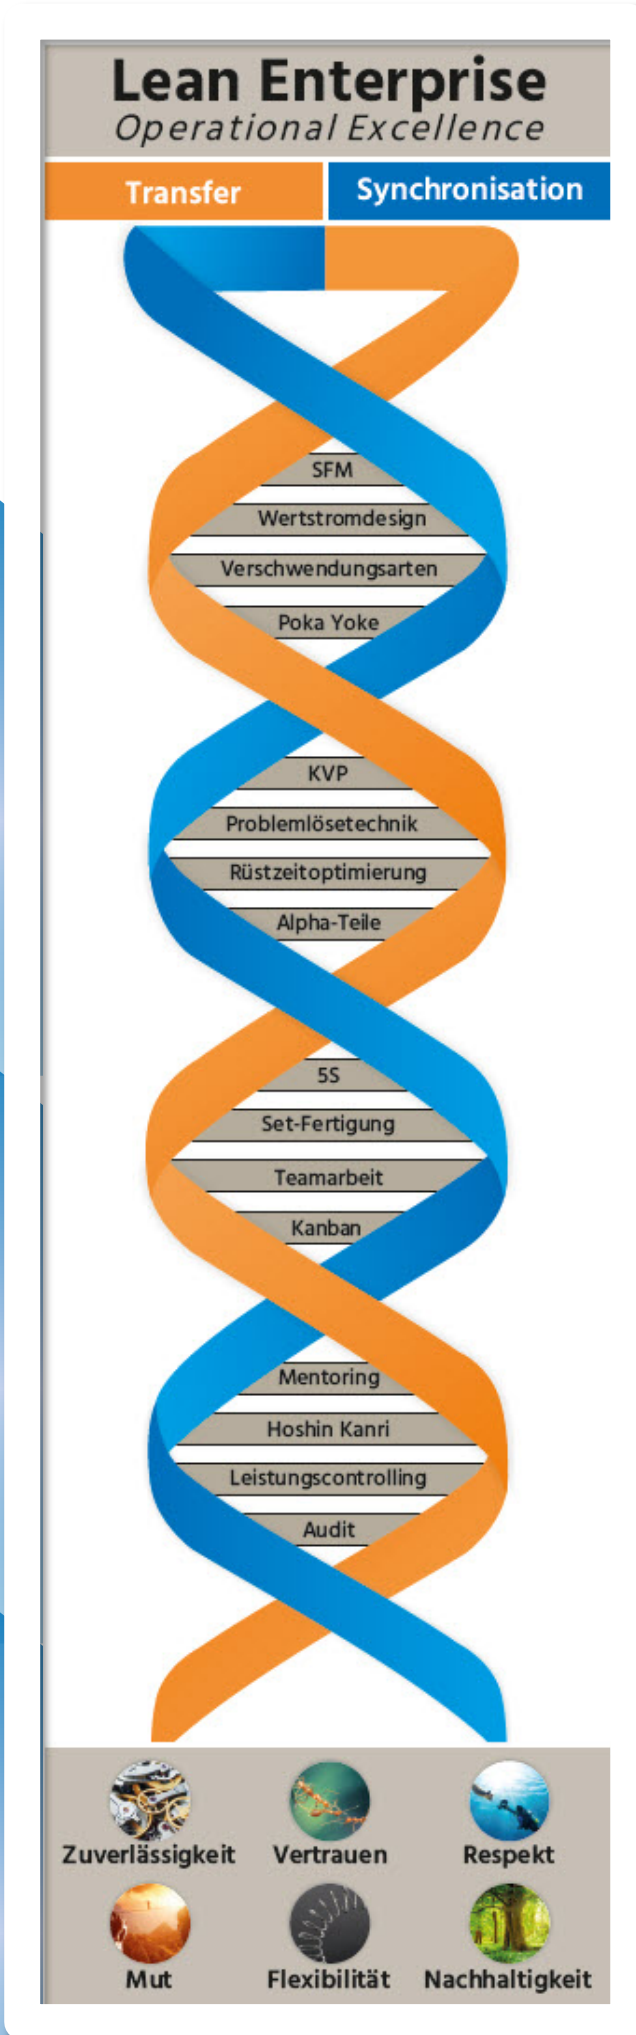 Lean Enterprise
Operational Excellence
Transfer
Synchronisation
SFM
Wertstromdesign
Verschwendungsarten
Poka Yoke
KVP
Problemlösetechnik
Rüstzeitoptimierung
Alpha-Teile
5S
Set-Fertigung
Teamarbeit
Kanban
Mentoring
Hoshin Kanri
Leistungscontrolling
Audit
Zuverlässigkeit
Vertrauen
Respekt
Mut
Flexibilität
Nachhaltigkeit